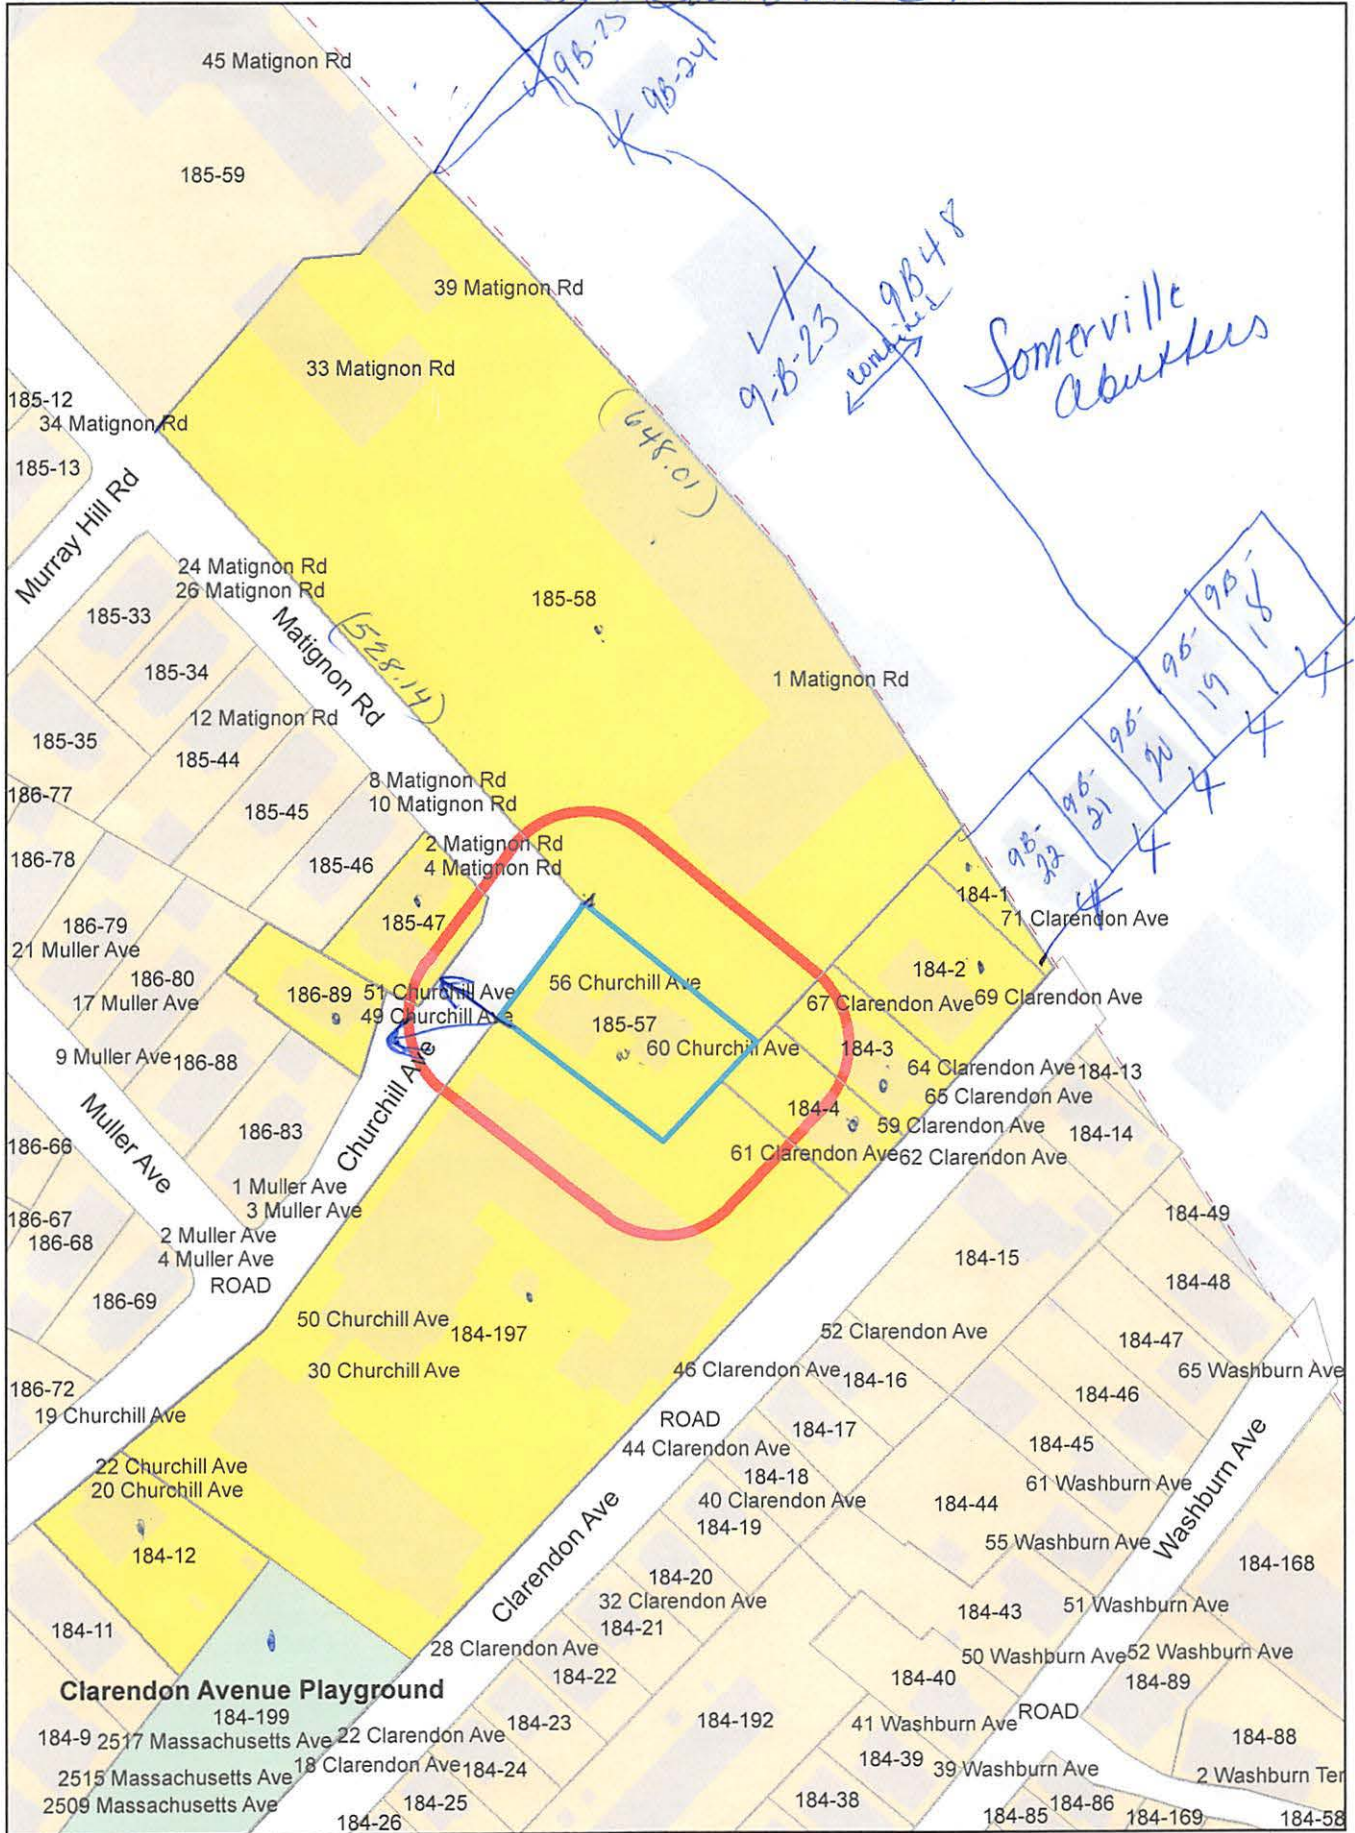 45 Matignon Rd
9B-25
9B-24
185-59
39 Matignon Rd
33 Matignon Rd
9-B-23
9B48
combined
Somerville
abutters
185-12
34 Matignon Rd
185-13
(648.01)
Murray Hill Rd
24 Matignon Rd
26 Matignon Rd
185-33
185-58
Matignon Rd
(528.14)
185-34
1 Matignon Rd
9B-18
9B-19
9B-20
9B-21
9B-22
12 Matignon Rd
185-35
185-44
186-77
8 Matignon Rd
10 Matignon Rd
185-45
2 Matignon Rd
4 Matignon Rd
186-78
185-46
184-1
71 Clarendon Ave
186-79
21 Muller Ave
185-47
186-80
17 Muller Ave
184-2
56 Churchill Ave
186-89
51 Churchill Ave
49 Churchill Ave
67 Clarendon Ave
69 Clarendon Ave
185-57
60 Churchill Ave
184-3
9 Muller Ave
186-88
64 Clarendon Ave
184-13
65 Clarendon Ave
Churchill Ave
Muller Ave
184-4
59 Clarendon Ave
186-83
184-14
186-66
61 Clarendon Ave
62 Clarendon Ave
1 Muller Ave
3 Muller Ave
186-67
186-68
2 Muller Ave
4 Muller Ave
ROAD
184-49
184-15
184-48
186-69
50 Churchill Ave
184-197
52 Clarendon Ave
184-47
30 Churchill Ave
46 Clarendon Ave
184-16
65 Washburn Ave
186-72
184-46
19 Churchill Ave
ROAD
184-17
44 Clarendon Ave
184-45
22 Churchill Ave
20 Churchill Ave
184-18
61 Washburn Ave
40 Clarendon Ave
184-44
184-19
Clarendon Ave
Washburn Ave
55 Washburn Ave
184-12
184-168
184-20
32 Clarendon Ave
184-43
51 Washburn Ave
184-11
184-21
28 Clarendon Ave
50 Washburn Ave
52 Washburn Ave
184-22
184-40
184-89
Clarendon Avenue Playground
184-199
184-9
2517 Massachusetts Ave
22 Clarendon Ave
184-23
184-192
41 Washburn Ave
ROAD
184-88
2515 Massachusetts Ave
18 Clarendon Ave
184-24
184-39
39 Washburn Ave
2 Washburn Ter
2509 Massachusetts Ave
184-25
184-38
184-26
184-85
184-86
184-169
184-58